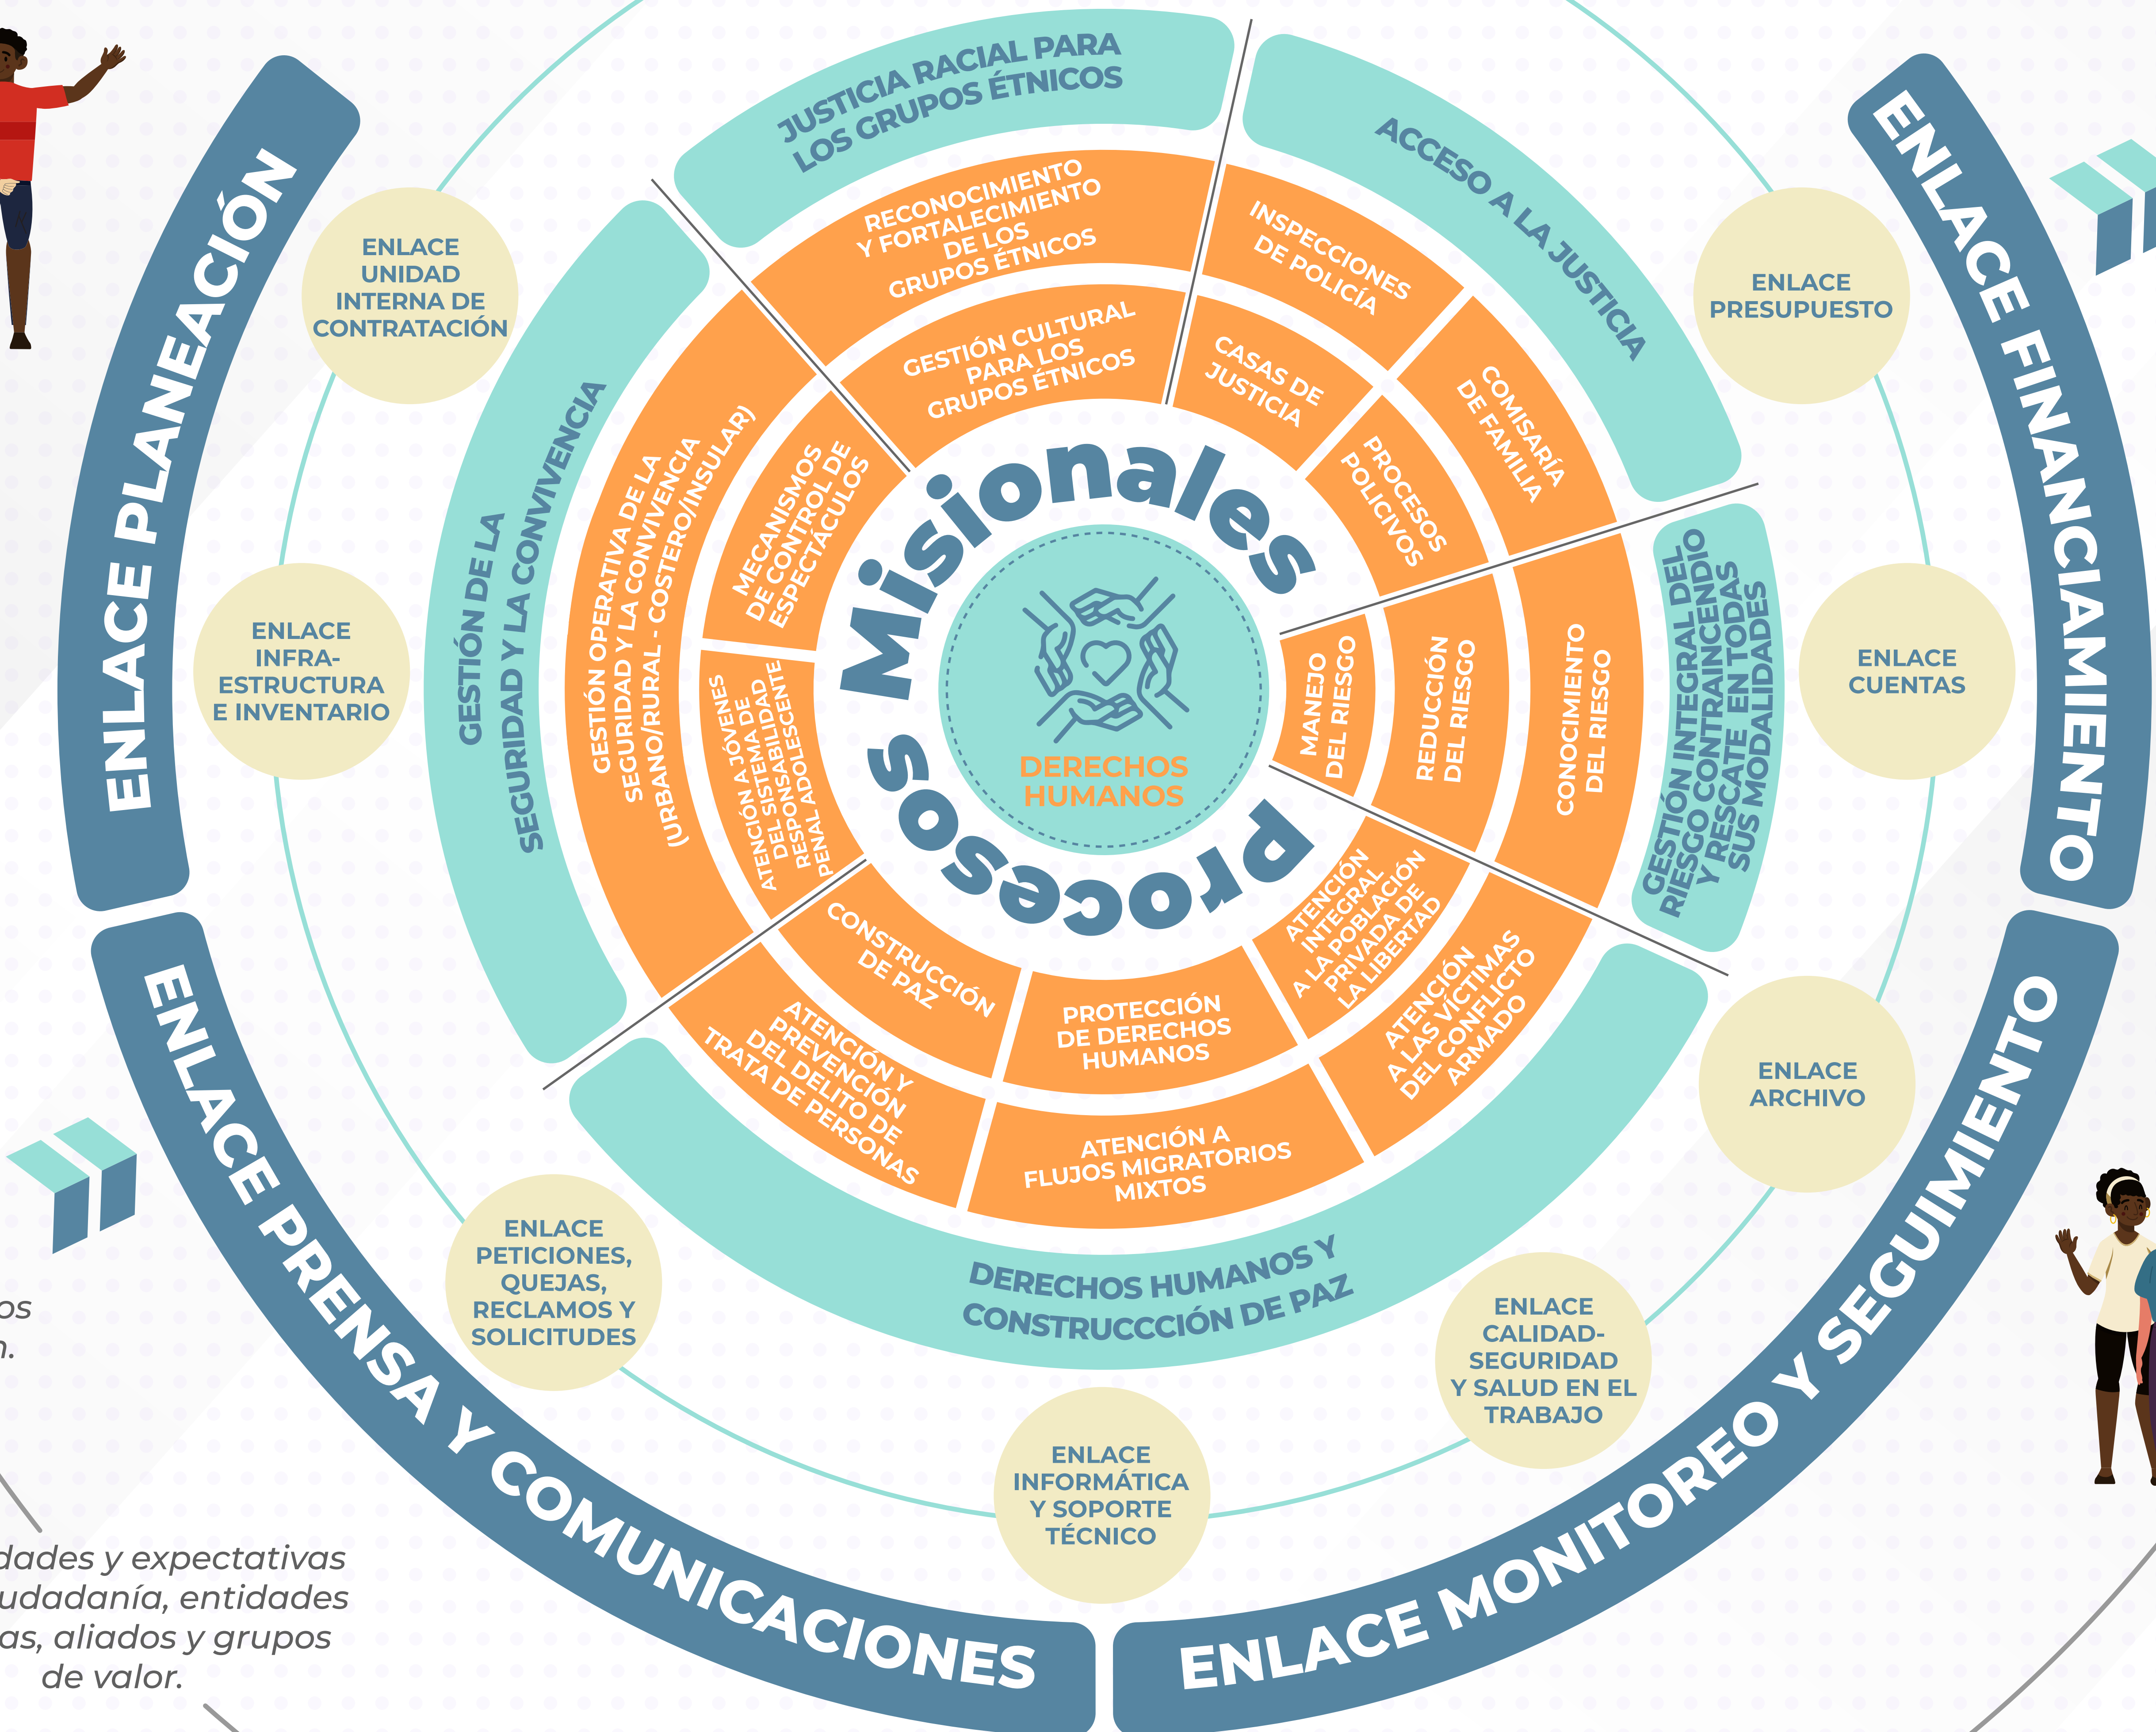 JUSTICIA RACIAL PARA
LOS GRUPOS ÉTNICOS
ACCESO A LA JUSTICIA
GESTIÓN INTEGRAL DEL
RIESGO CONTRAINCENDIO
Y RESCATE EN TODAS
SUS MODALIDADES
DERECHOS HUMANOS Y
CONSTRUCCCIÓN DE PAZ
GESTIÓN DE LA
SEGURIDAD Y LA CONVIVENCIA
RECONOCIMIENTO
Y FORTALECIMIENTO
DE LOS
GRUPOS ÉTNICOS
GESTIÓN CULTURAL
PARA LOS
GRUPOS ÉTNICOS
INSPECCIONES
DE POLICÍA
CASAS DE
JUSTICIA
COMISARÍA
DE FAMILIA
PROCESOS
POLICIVOS
MANEJO
DEL RIESGO
REDUCCIÓN
DEL RIESGO
CONOCIMIENTO
DEL RIESGO
ATENCIÓN
INTEGRAL
A LA POBLACIÓN
PRIVADA DE
LA LIBERTAD
ATENCIÓN
A LAS VÍCTIMAS
DEL CONFLICTO
ARMADO
PROTECCIÓN
DE DERECHOS
HUMANOS
ATENCIÓN A
FLUJOS MIGRATORIOS
MIXTOS
CONSTRUCCIÓN
DE PAZ
ATENCIÓN Y
PREVENCIÓN
DEL DELITO DE
TRATA DE PERSONAS
GESTIÓN OPERATIVA DE LA
SEGURIDAD Y LA CONVIVENCIA
(URBANO/RURAL - COSTERO/INSULAR)
MECANISMOS
DE CONTROL DE
ESPECTÁCULOS
ATENCIÓN A JÓVENES
DEL SISTEMA DE
RESPONSABILIDAD
PENAL ADOLESCENTE
Procesos Misionales
DERECHOS
HUMANOS
ENLACE PLANEACIÓN
ENLACE FINANCIAMIENTO
ENLACE PRENSA Y COMUNICACIONES
ENLACE MONITOREO Y SEGUIMIENTO
ENLACE
UNIDAD
INTERNA DE
CONTRATACIÓN
ENLACE
PRESUPUESTO
ENLACE
INFRA-
ESTRUCTURA
E INVENTARIO
ENLACE
CUENTAS
ENLACE
ARCHIVO
ENLACE
PETICIONES,
QUEJAS,
RECLAMOS Y
SOLICITUDES
ENLACE
CALIDAD-
SEGURIDAD
Y SALUD EN EL
TRABAJO
ENLACE
INFORMÁTICA
Y SOPORTE
TÉCNICO
y expectativas
entidades
aliados y grupos
de valor.